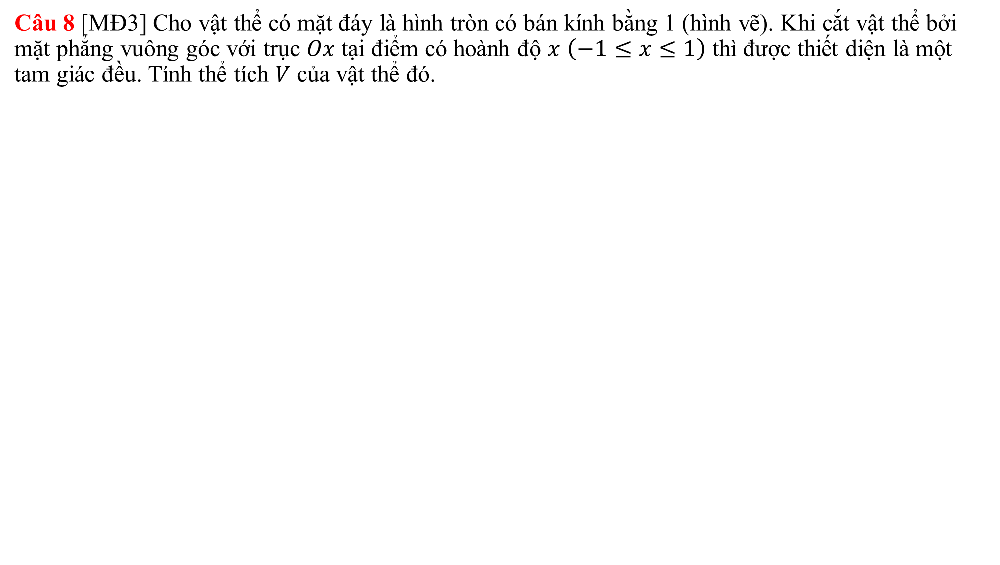 Câu 8 [MĐ3] Cho vật thể có mặt đáy là hình tròn có bán kính bằng 1 (hình vẽ). Khi cắt vật thể bởi
mặt phẳng vuông góc với trục 𝑂𝑥 tại điểm có hoành độ 𝑥 (−1 ≤ 𝑥 ≤ 1) thì được thiết diện là một
tam giác đều. Tính thể tích 𝑉 của vật thể đó.